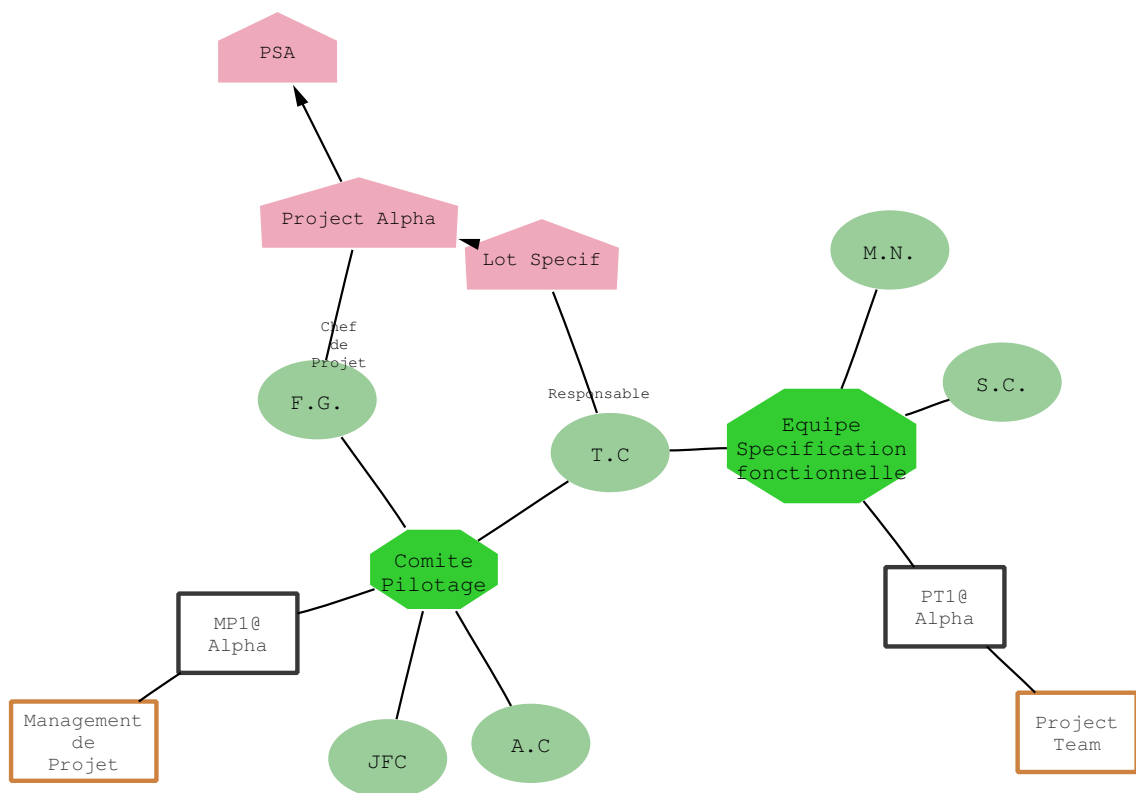 PSA
Project Alpha
Lot Specif
M.N.
Chef
de
Projet
S.C.
Responsable
F.G.
T.C
Equipe
Specification
fonctionnelle
Comite
Pilotage
MP1@
Alpha
PT1@
Alpha
Management
de
Projet
JFC
A.C
Project
Team